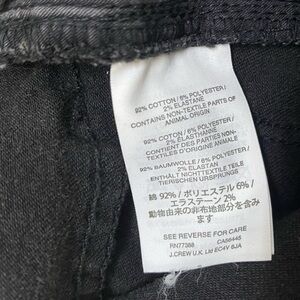 92% COTTON / 6% POLYESTER /
2% ELASTANE
CONTAINS NON-TEXTILE PARTS OF
ANIMAL ORIGIN
92% COTON / 6% POLYESTER /
2% ÉLASTHANNE
CONTIENT DES PARTIES NON-
TEXTILES D'ORIGINE ANIMALE
92% BAUMWOLLE / 6% POLYESTER /
2% ELASTAN
ENTHÄLT NICHTTEXTILE TEILE
TIERISCHEN URSPRUNGS
綿 92% / ポリエステル 6% /
エラステーン 2%
動物由来の非布地部分を含み
ます
SEE REVERSE FOR CARE
RN77388 CA56445
J.CREW U.K. Ltd EC4V 6JA